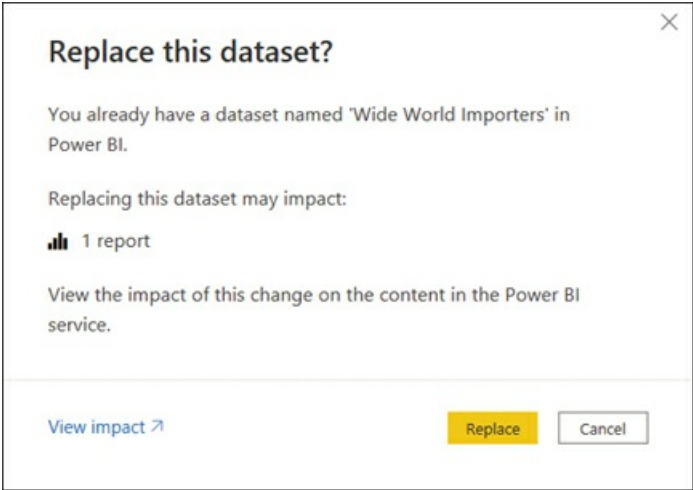 Replace this dataset?
You already have a dataset named 'Wide World Importers' in
Power BI.
Replacing this dataset may impact:
1 report
View the impact of this change on the content in the Power BI
service.
View impact
Replace
Cancel